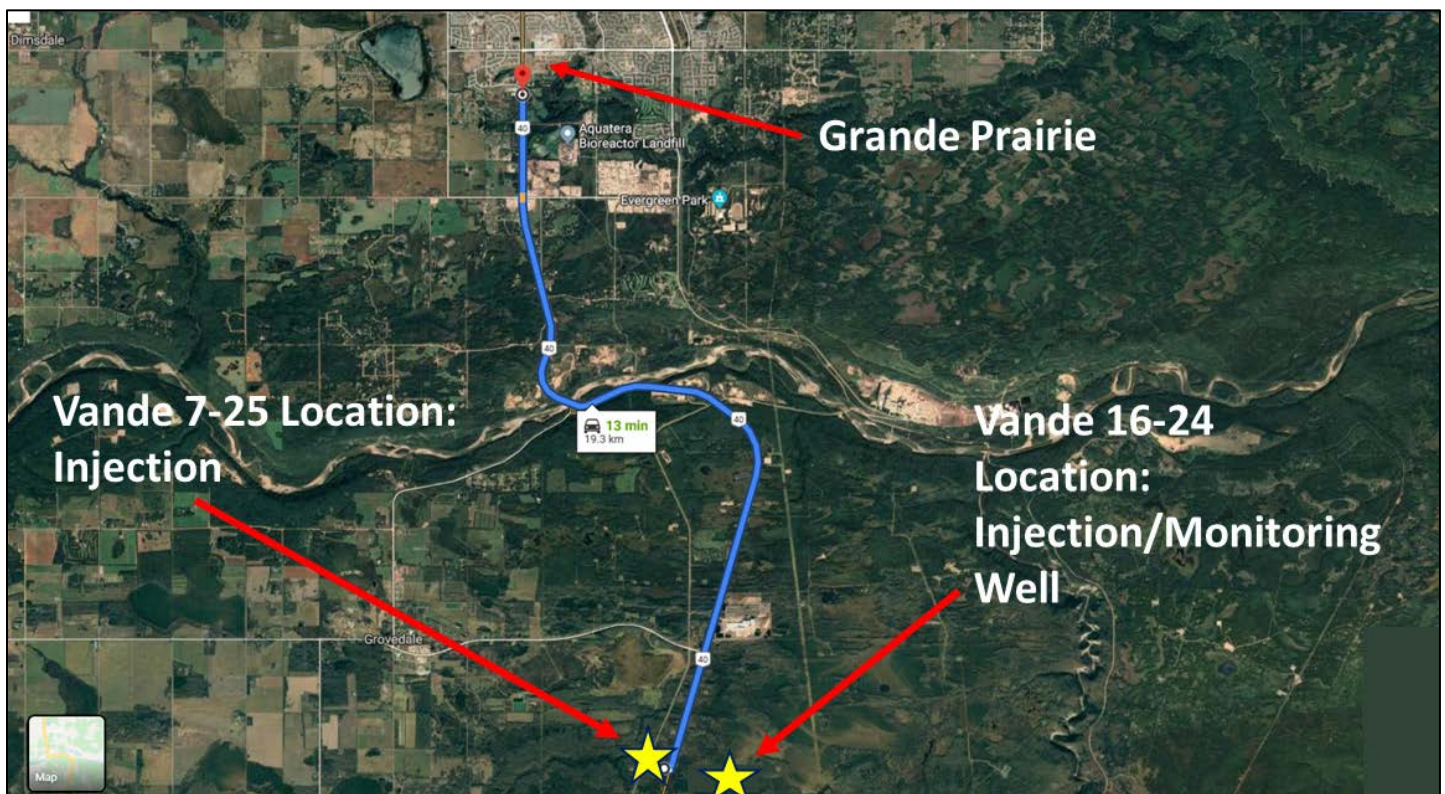 Dimsdale
Grande Prairie
40
Aquatera
Bioreactor Landfill
Evergreen Park
40
Vande 7-25 Location:
Injection
13 min
19.3 km
40
Vande 16-24
Location:
Injection/Monitoring
Well
Grovedale
40
Map